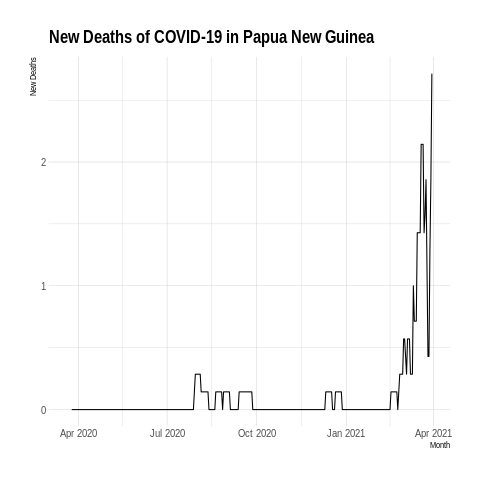 New Deaths of COVID-19 in Papua New Guinea
New Deaths
2
1
0
Apr 2020 Jul 2020 Oct 2020 Jan 2021 Apr 2021
Month